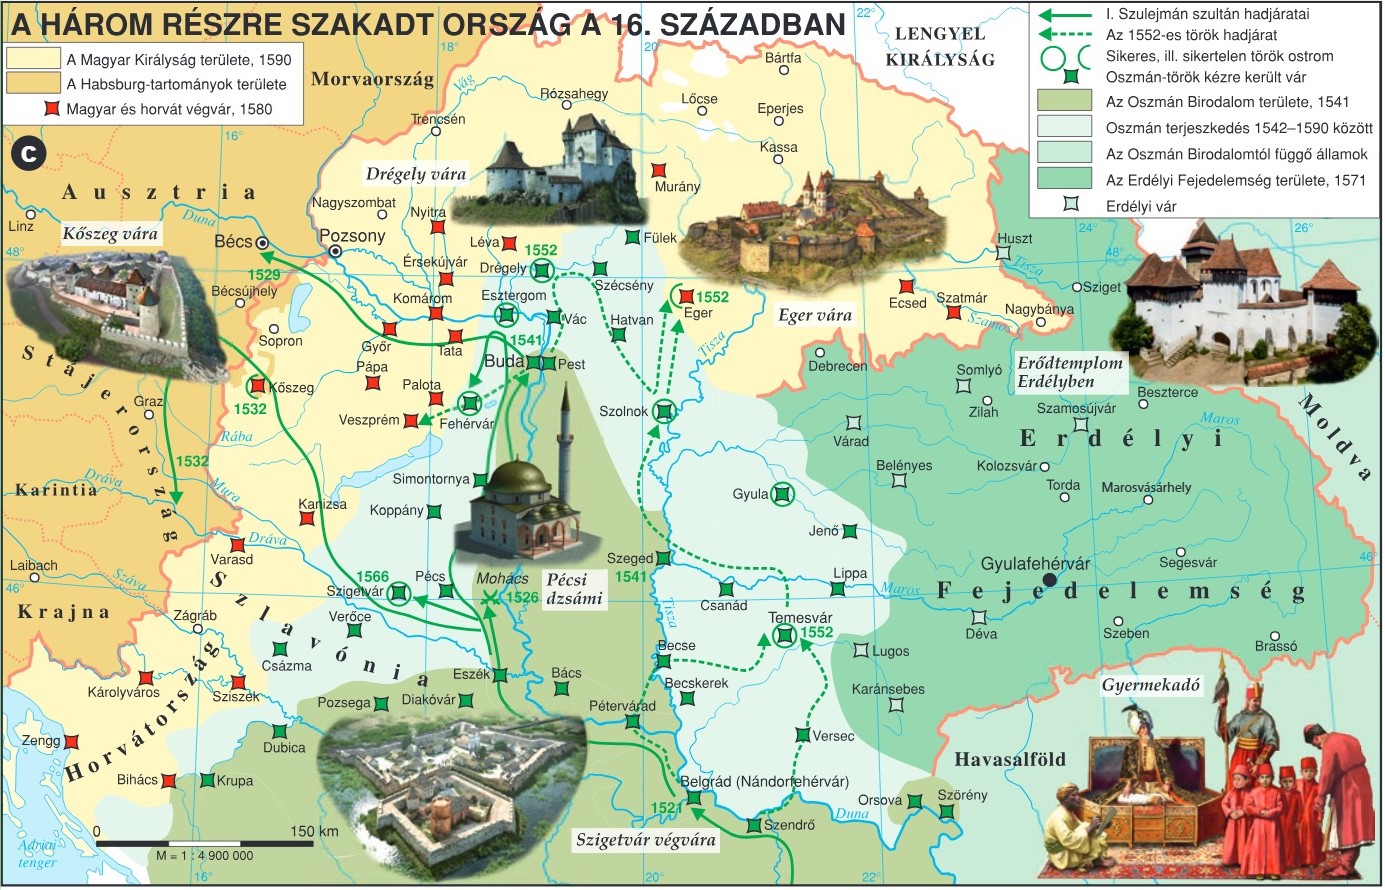 A HÁROM RÉSZRE SZAKADT ORSZÁG A 16. SZÁZADBAN
A Magyar Királyság területe, 1590
A Habsburg-tartományok területe
Magyar és horvát végvár, 1580
C
I. Szulejmán szultán hadjáratai
Az 1552-es török hadjárat
Sikeres, ill. sikertelen török ostrom
Oszmán-török kézre került vár
Az Oszmán Birodalom területe, 1541
Oszmán terjeszkedés 1542–1590 között
Az Oszmán Birodalomtól függő államok
Az Erdélyi Fejedelemség területe, 1571
Erdélyi vár
18°
20°
22°
LENGYEL
KIRÁLYSÁG
Morvaország
Vág
Bártfa
Rózsahegy
Lőcse
Eperjes
Trencsén
Kassa
16°
Drégely vára
Murány
Ausztria
Nagyszombat
Nyitra
Linz
Duna
Kőszeg vára
Bécs
Pozsony
Léva
Fülek
Huszt
24°
26°
48°
48°
Tisza
1529
Érsekújvár
Drégely
1552
Szécsény
Bécsújhely
Komárom
Esztergom
1552
Eger
Ecsed
Szatmár
Sziget
Nagybánya
Szamos
Eger vára
Sopron
Győr
Tata
Vác
Hatvan
Tisza
1541
Buda
Pest
Debrecen
Erődtemplom
Erdélyben
Stájerország
Kőszeg
1532
Pápa
Palota
Veszprém
Fehérvár
Szolnok
Somlyó
Zilah
Szamosújvár
Beszterce
Moldva
Graz
Rába
Várad
Maros
Erdélyi
1532
Simontornya
Belényes
Kolozsvár
Torda
Marosvásárhely
Karintia
Dráva
Mura
Kanizsa
Koppány
Gyula
Jenő
Varasd
Dráva
Szeged
1541
Gyulafehérvár
Segesvár
46°
46°
Laibach
Száva
1566
Szigetvár
Pécs
Mohács
1526
Pécsi
dzsámi
Csanád
Lippa
Maros
Fejedelemség
Krajna
Zágráb
Szlavónia
Verőce
Tisza
Temesvár
1552
Déva
Szeben
Brassó
Csázma
Becse
Lugos
Károlyváros
Sziszek
Eszék
Bács
Becskerek
Karánsebes
Gyermekadó
Pozsega
Diakóvár
Pétervárad
Zengg
Horvátország
Dubica
Versec
Havasalföld
Bihács
Krupa
Belgrád (Nándorfehérvár)
1521
Orsova
Szörény
Duna
Szendrő
0
150 km
M = 1 : 4 900 000
Szigetvár végvára
Adriai
tenger
16°
20°
22°